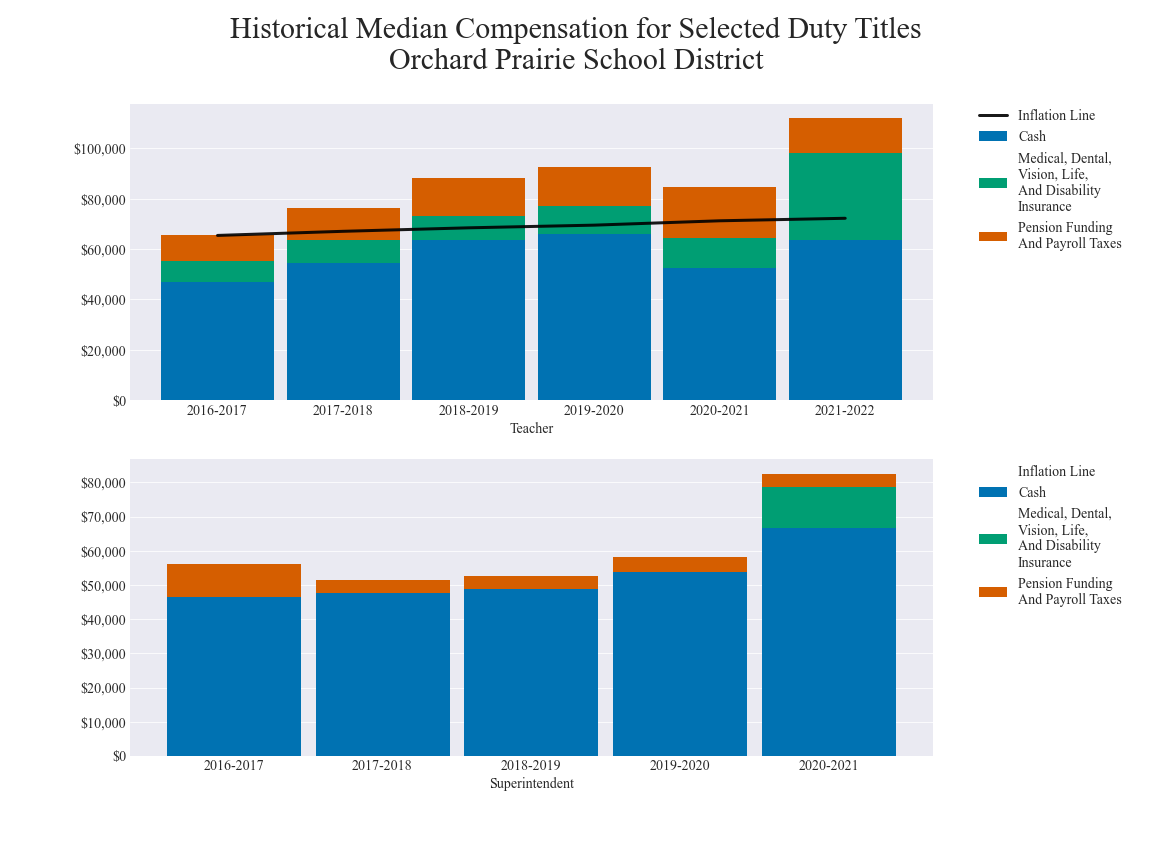 Historical Median Compensation for Selected Duty Titles
Orchard Prairie School District
$100,000
$80,000
$60,000
$40,000
$20,000
$0
2016-2017
2017-2018
2018-2019
2019-2020
2020-2021
2021-2022
Teacher
Inflation Line
Cash
Medical, Dental,
Vision, Life,
And Disability
Insurance
Pension Funding
And Payroll Taxes
$80,000
$70,000
$60,000
$50,000
$40,000
$30,000
$20,000
$10,000
$0
2016-2017
2017-2018
2018-2019
2019-2020
2020-2021
Superintendent
Inflation Line
Cash
Medical, Dental,
Vision, Life,
And Disability
Insurance
Pension Funding
And Payroll Taxes